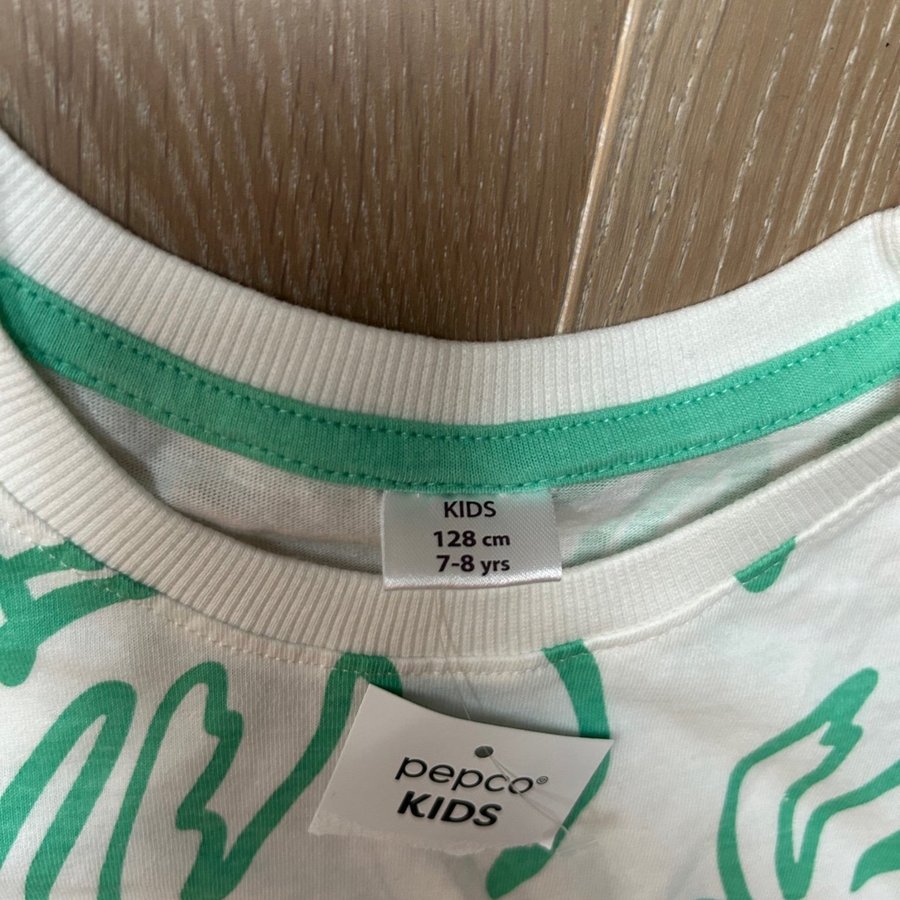 KIDS
128 cm
7-8 yrs
pepco®
KIDS